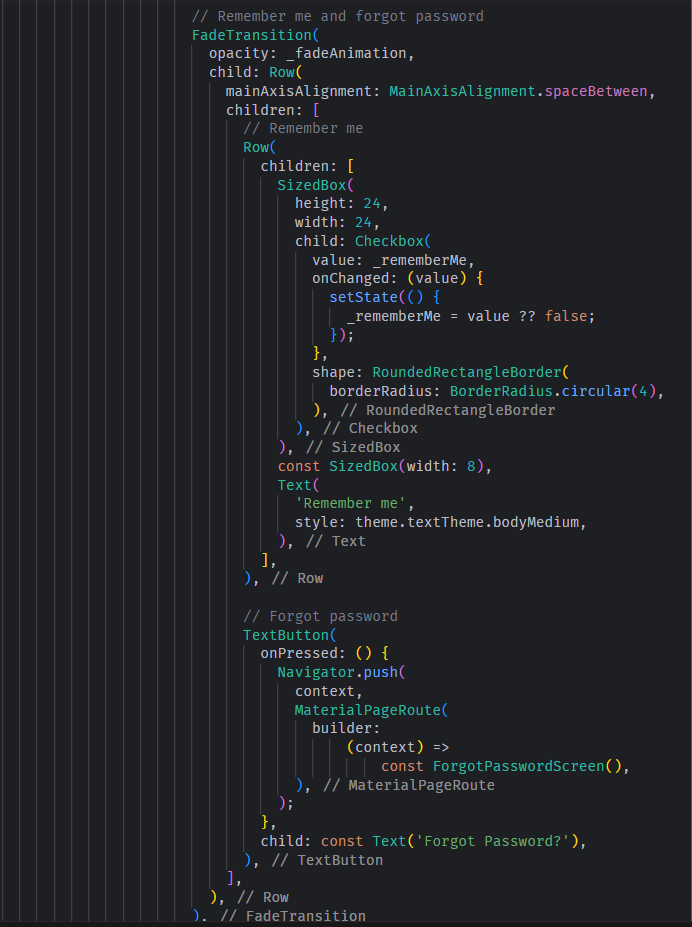 // Remember me and forgot password
FadeTransition(
opacity: _fadeAnimation,
child: Row(
mainAxisAlignment: MainAxisAlignment.spaceBetween,
children: [
// Remember me
Row(
children: [
SizedBox(
height: 24,
width: 24,
child: Checkbox(
value: _rememberMe,
onChanged: (value) {
setState(() {
_rememberMe = value ?? false;
});
},
shape: RoundedRectangleBorder(
borderRadius: BorderRadius.circular(4),
), // RoundedRectangleBorder
), // Checkbox
), // SizedBox
const SizedBox(width: 8),
Text(
'Remember me',
style: theme.textTheme.bodyMedium,
), // Text
],
), // Row
// Forgot password
TextButton(
onPressed: () {
Navigator.push(
context,
MaterialPageRoute(
builder:
(context) =>
const ForgotPasswordScreen(),
), // MaterialPageRoute
);
},
child: const Text('Forgot Password?'),
), // TextButton
],
), // Row
), // FadeTransition